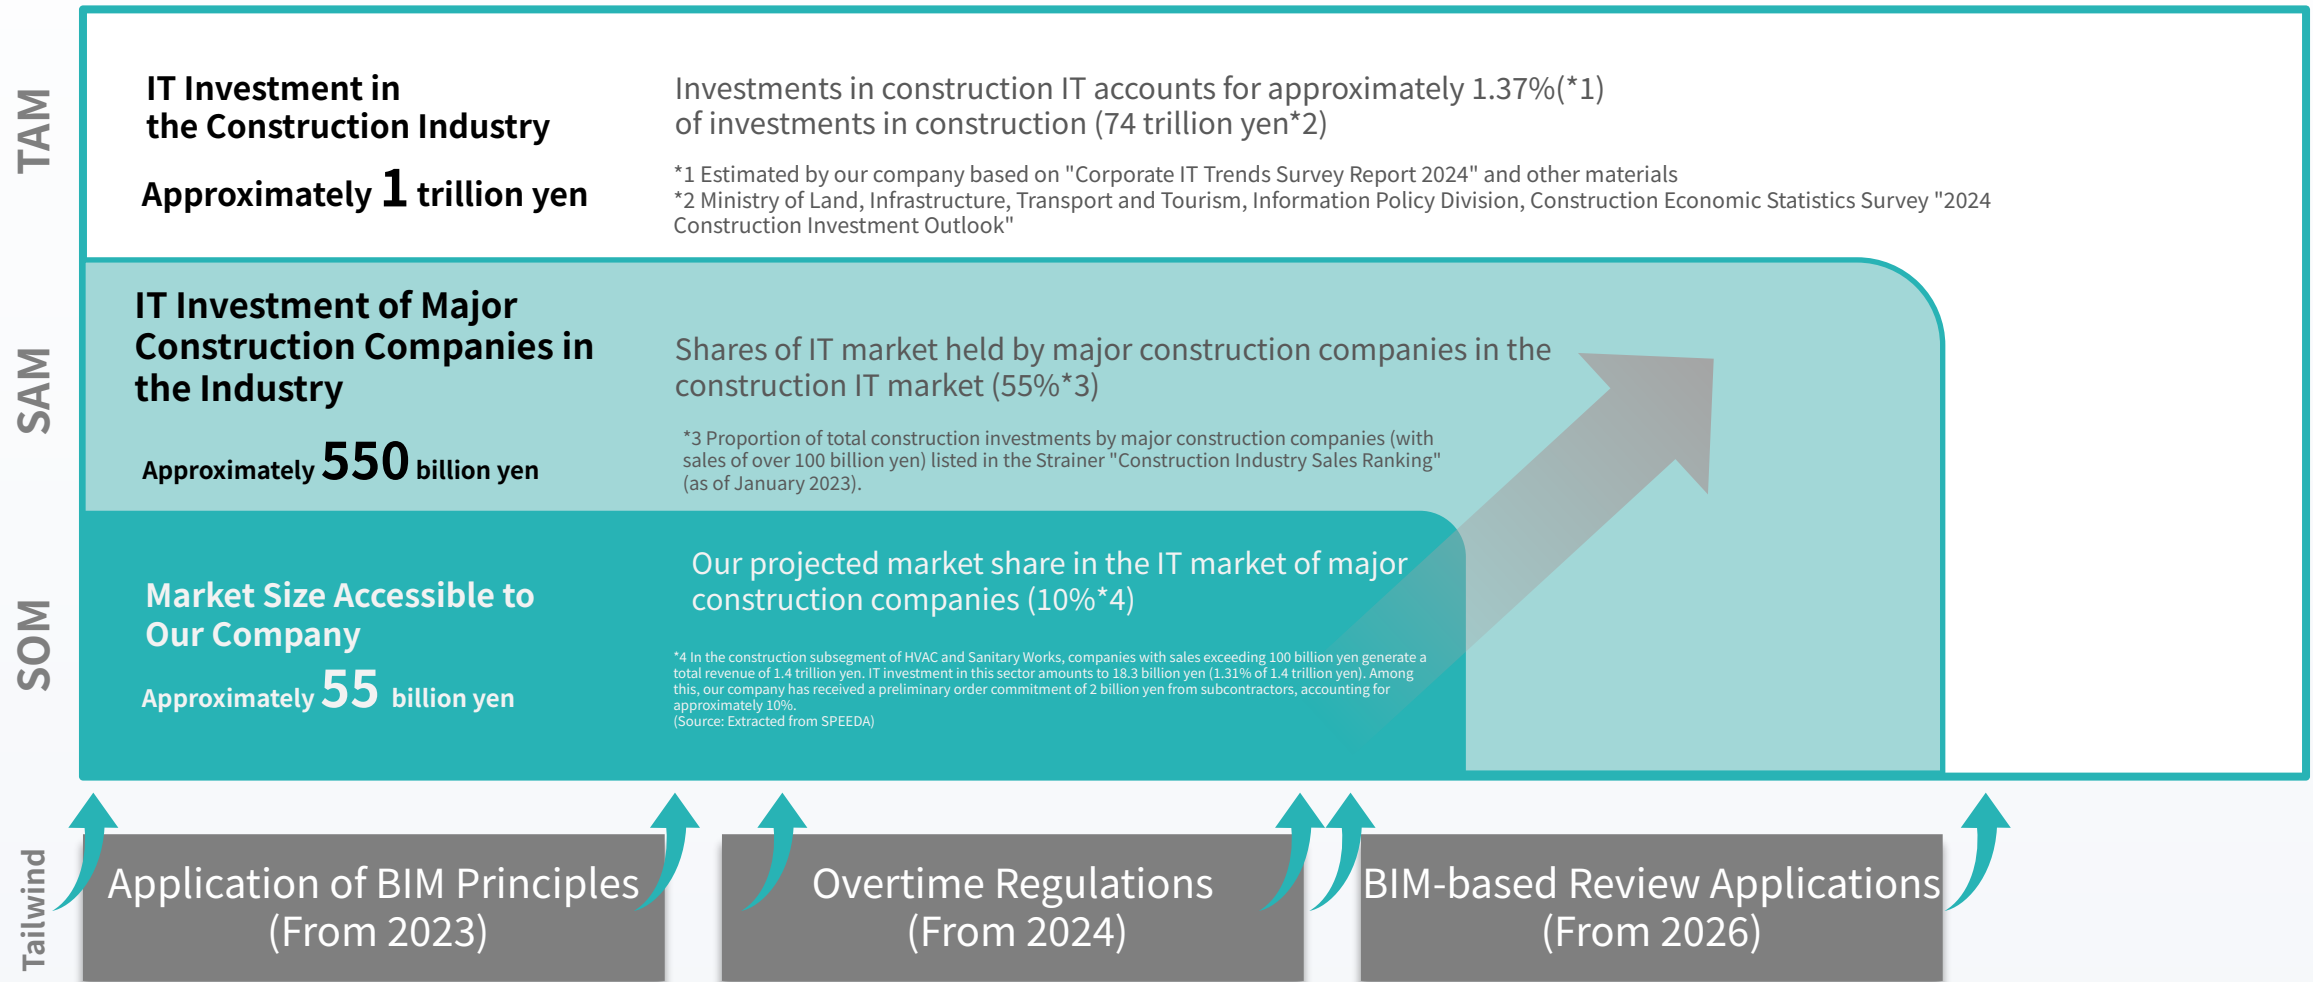 TAM
IT Investment in
the Construction Industry
Approximately 1 trillion yen
Investments in construction IT accounts for approximately 1.37%(*1)
of investments in construction (74 trillion yen*2)
*1 Estimated by our company based on "Corporate IT Trends Survey Report 2024" and other materials
*2 Ministry of Land, Infrastructure, Transport and Tourism, Information Policy Division, Construction Economic Statistics Survey "2024
Construction Investment Outlook"
SAM
IT Investment of Major
Construction Companies in
the Industry
Approximately 550 billion yen
Shares of IT market held by major construction companies in the
construction IT market (55%*3)
*3 Proportion of total construction investments by major construction companies (with
sales of over 100 billion yen) listed in the Strainer "Construction Industry Sales Ranking"
(as of January 2023).
SOM
Market Size Accessible to
Our Company
Approximately 55 billion yen
Our projected market share in the IT market of major
construction companies (10%*4)
*4 In the construction subsegment of HVAC and Sanitary Works, companies with sales exceeding 100 billion yen generate a
total revenue of 1.4 trillion yen. IT investment in this sector amounts to 18.3 billion yen (1.31% of 1.4 trillion yen). Among
this, our company has received a preliminary order commitment of 2 billion yen from subcontractors, accounting for
approximately 10%.
(Source: Extracted from SPEEDA)
Tailwind
Application of BIM Principles
(From 2023)
Overtime Regulations
(From 2024)
BIM-based Review Applications
(From 2026)